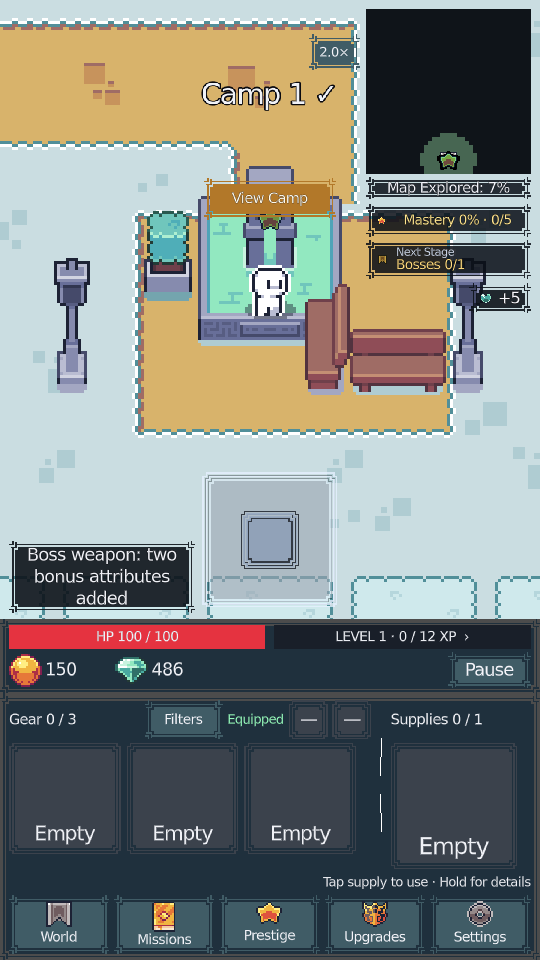 2.0×
Camp 1 ✓
View Camp
Map Explored: 7%
Mastery 0% · 0/5
Next Stage
Bosses 0/1
+5
Boss weapon: two
bonus attributes
added
HP 100 / 100
LEVEL 1 · 0 / 12 XP ›
150
486
Pause
Gear 0 / 3
Filters
Equipped
—
—
Supplies 0 / 1
Empty
Empty
Empty
Empty
Tap supply to use · Hold for details
World
Missions
Prestige
Upgrades
Settings